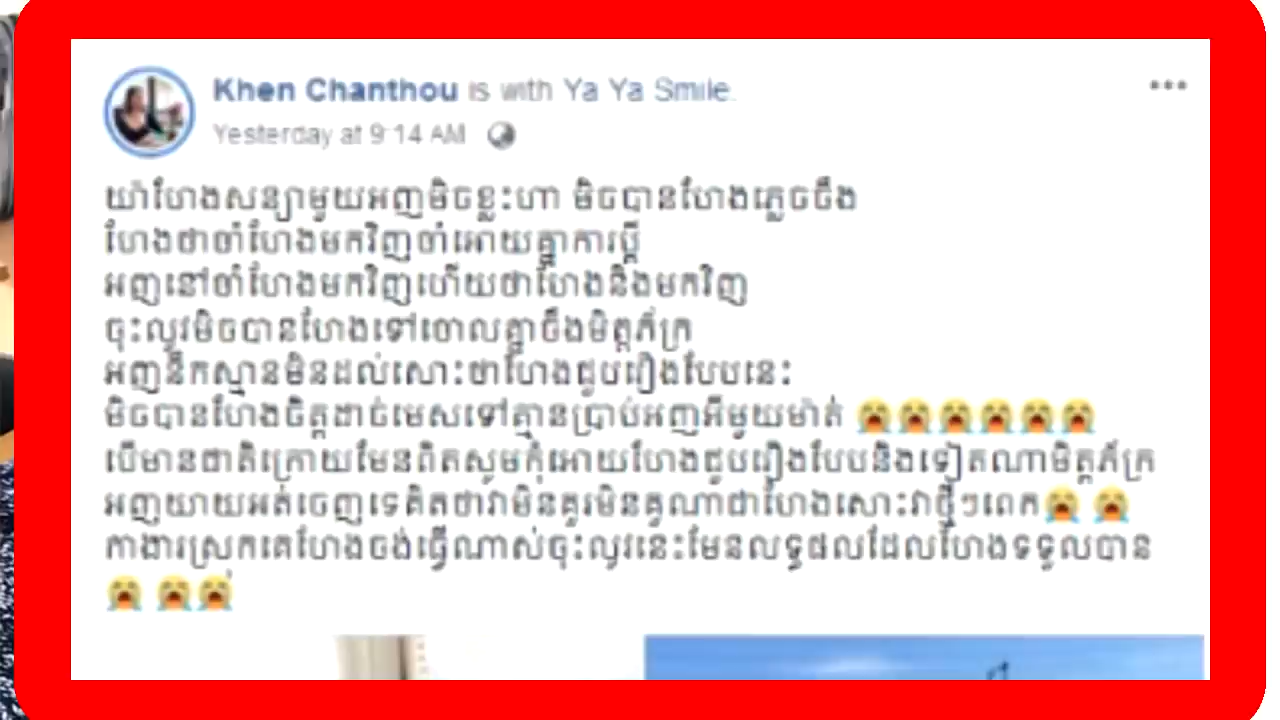 Khen Chanthou is with Ya Ya Smile.
Yesterday at 9:14 AM
យ៉ាហែងសន្យាមួយអញមិចខ្លះហា មិចបានហែងភ្លេចចឹង
ហែងថាចាំហែងមកវិញចាំអោយគ្នាការប្តី
អញនៅចាំហែងមកវិញហើយថាហែងនិងមកវិញ
ចុះលូវមិចបានហែងទៅចោលគ្នាចឹងមិត្តភ័ក្រ
អញនឹកស្មានមិនដល់សោះថាហែងជួបរឿងបែបនេះ
មិចបានហែងចិត្តដាច់មេសទៅគ្មានប្រាប់អញអីមួយម៉ាត់ 😭😭😭😭😭😭
បើមានជាតិក្រោយមែនពិតសូមកុំអោយហែងជួបរឿងបែបនិងទៀតណាមិត្តភ័ក្រ
អញយាយអត់ចេញទេគិតថាវាមិនគួរមិនគួណាជាហែងសោះវាថ្មីៗពេក😭 😭
កាងារស្រុកគេហែងចង់ធ្វើណាស់ចុះលូវនេះមែនលទ្ធផលដែលហែងទទួលបាន
😭 😭😭